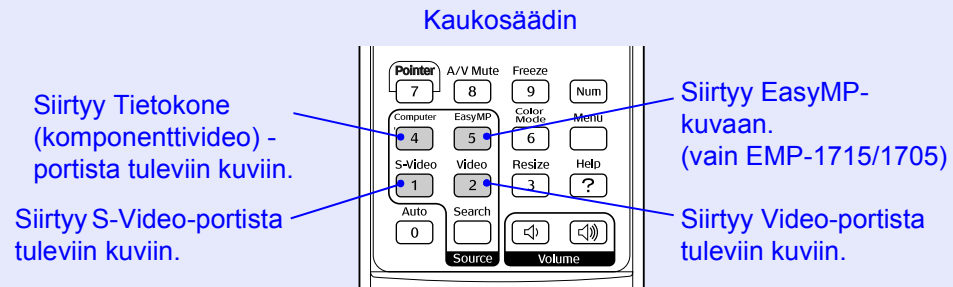 Kaukosäädin
Pointer A/V Mute Freeze
7 8 9 Num
Computer EasyMP Color Mode Menu
4 5 6
S-Video Video Resize Help
1 2 3 ?
Auto Search
0
Source Volume
Siirtyy Tietokone
(komponenttivideo) -
portista tuleviin kuviin.
Siirtyy S-Video-portista
tuleviin kuviin.
Siirtyy EasyMP-
kuvaan.
(vain EMP-1715/1705)
Siirtyy Video-portista
tuleviin kuviin.